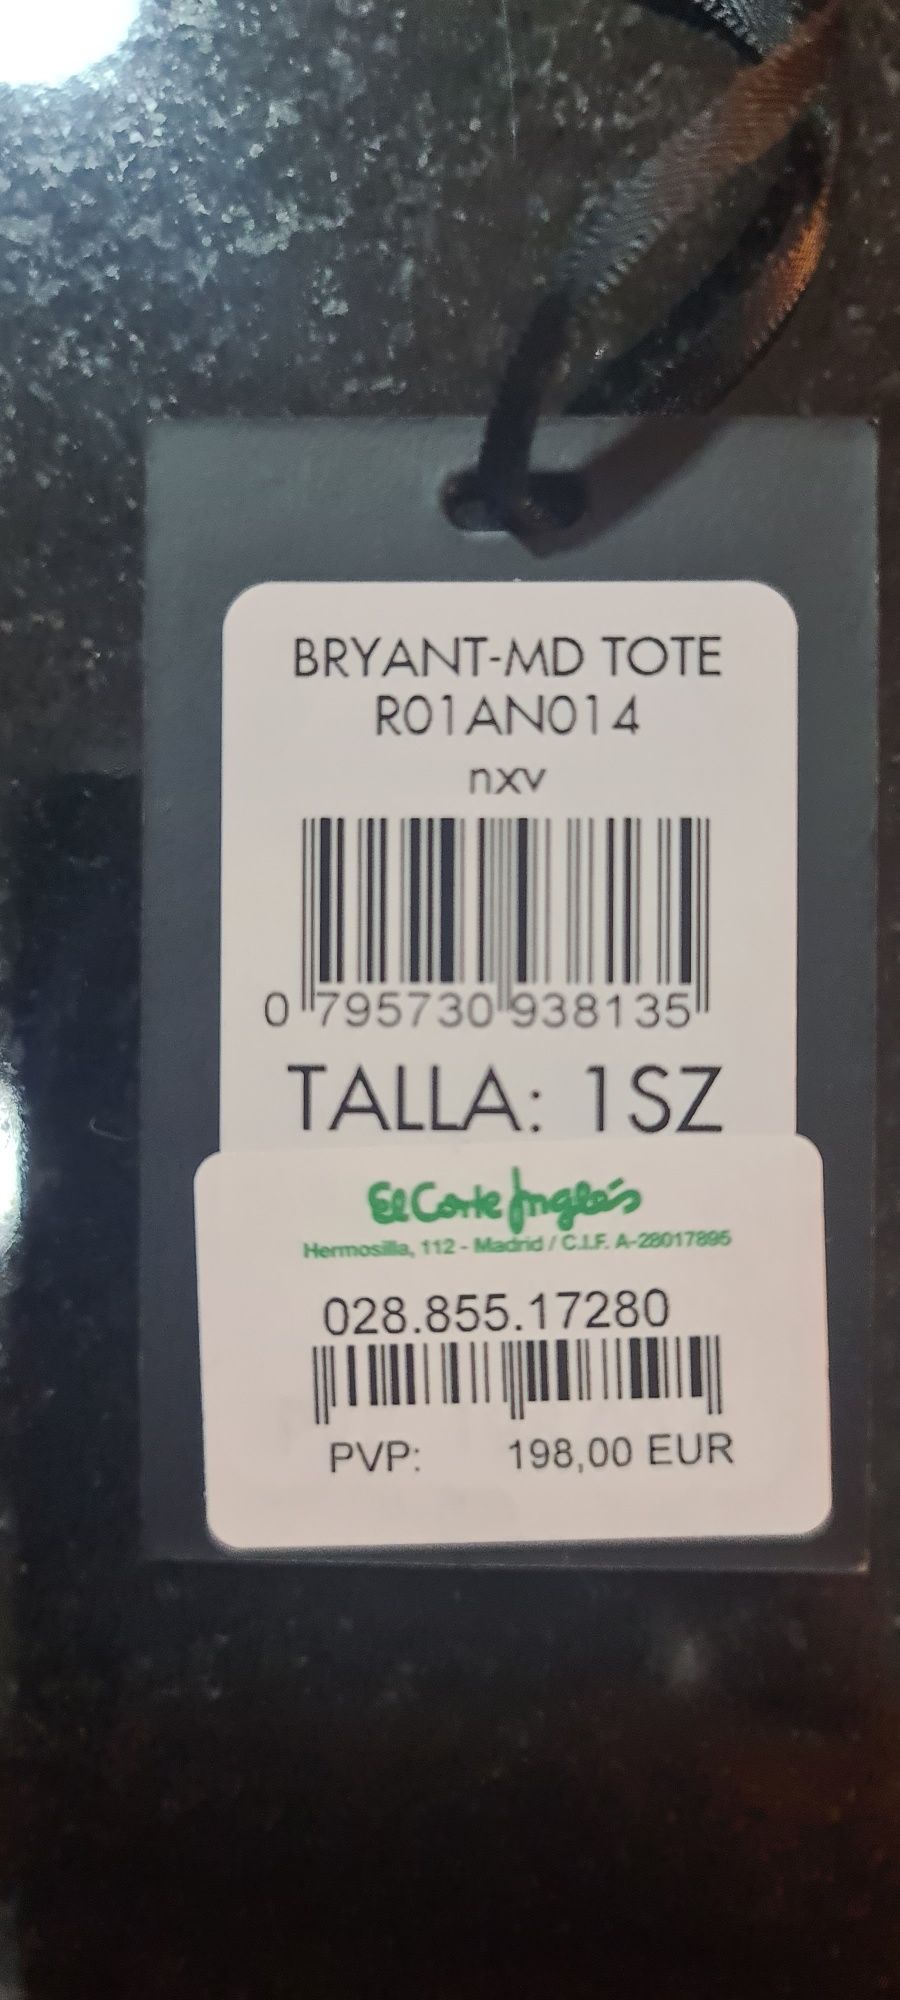 BRYANT-MD TOTE
R01AN014
nxv
0 795730 938135
TALLA: 1SZ
El Corte Inglés
Hermosilla, 112 - Madrid / C.I.F. A-28017895
028.855.17280
PVP: 198,00 EUR